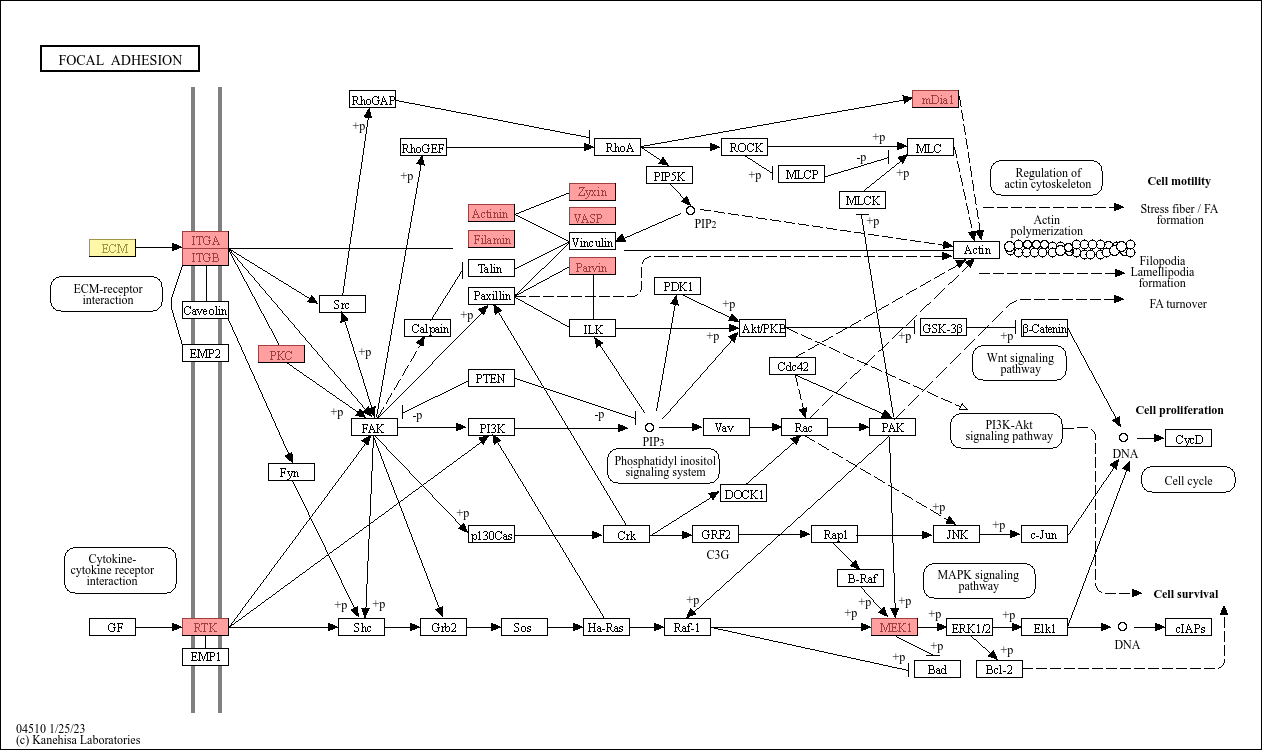 FOCAL ADHESION
RhoGAP
mDia1
+p
RhoGEF
RhoA
ROCK
+p
MLC
-p
+p
MLCP
+p
PIP5K
+p
Regulation of
actin cytoskeleton
Cell motility
Zyxin
MLCK
Actinin
VASP
PIP2
+p
Stress fiber / FA
formation
Actin
polymerization
ECM
ITGA
ITGB
Filamin
Vinculin
Actin
Talin
Parvin
Filopodia
Lamellipodia
formation
ECM-receptor
interaction
Paxillin
PDK1
Caveolin
Src
+p
+p
FA turnover
Calpain
ILK
+p
Akt/PKB
+p
GSK-3β
+p
β-Catenin
EMP2
PKC
+p
Wnt signaling
pathway
Cdc42
PTEN
+p
-p
-p
Cell proliferation
FAK
PI3K
PIP3
Vav
Rac
PAK
PI3K-Akt
signaling pathway
DNA
CycD
Fyn
Phosphatidyl inositol
signaling system
Cell cycle
DOCK1
+p
+p
+p
p130Cas
Crk
GRF2
C3G
Rap1
JNK
c-Jun
Cytokine-
cytokine receptor
interaction
B-Raf
MAPK signaling
pathway
Cell survival
+p
+p
+p
+p
+p
+p
+p
+p
GF
RTK
Shc
Grb2
Sos
Ha-Ras
Raf-1
MEK1
ERK1/2
Elk1
DNA
cIAPs
+p
+p
+p
EMP1
Bad
Bcl-2
04510 1/25/23
(c) Kanehisa Laboratories